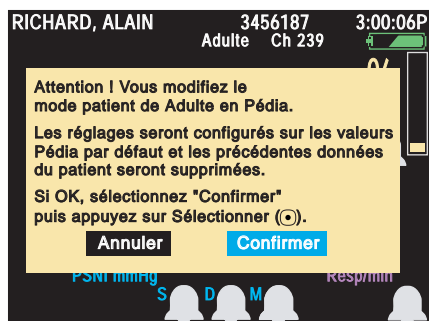 RICHARD, ALAIN 3456187 3:00:06P
Adulte Ch 239
%
Attention ! Vous modifiez le
mode patient de Adulte en Pédia.
Les réglages seront configurés sur les valeurs
Pédia par défaut et les précédentes données
du patient seront supprimées.
Si OK, sélectionnez "Confirmer"
puis appuyez sur Sélectionner (⊙).
Annuler Confirmer
PSNI mmHg Resp/min
S D M